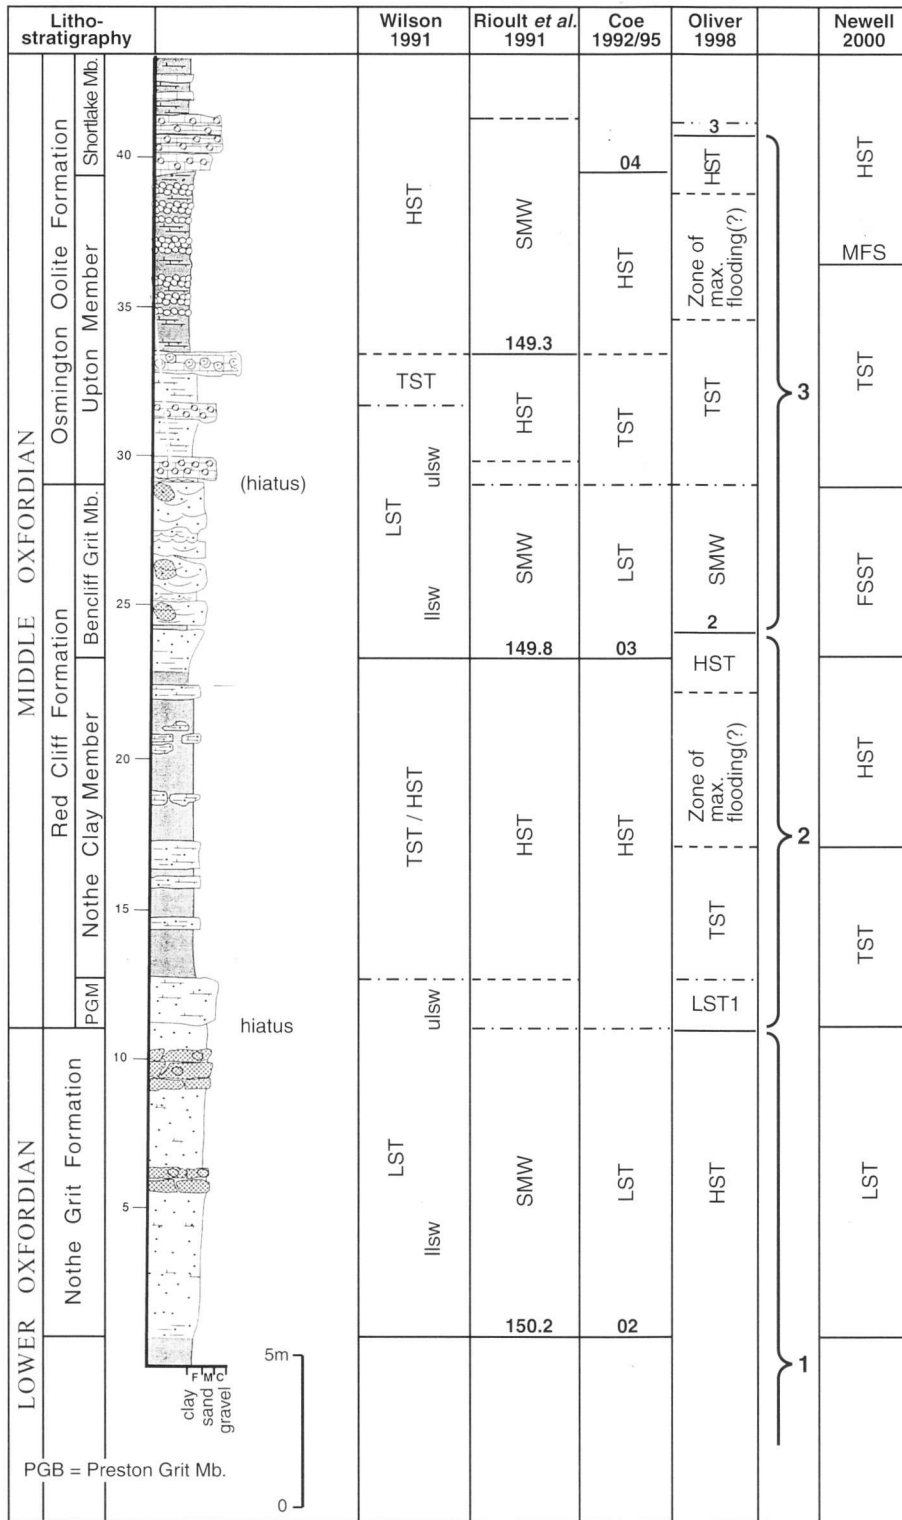 Litho-
stratigraphy
Wilson
1991
Rioult et al.
1991
Coe
1992/95
Oliver
1998
Newell
2000
MIDDLE OXFORDIAN
LOWER OXFORDIAN
Osmington Oolite Formation
Red Cliff Formation
Nothe Grit Formation
Shortlake Mb.
Upton Member
Bencliff Grit Mb.
Nothe Clay Member
PGM
40
35
30
25
20
15
10
5
(hiatus)
hiatus
F M C
clay
sand
gravel
5m
0
PGB = Preston Grit Mb.
HST
TST
LST
ulsw
llsw
TST / HST
ulsw
LST
llsw
SMW
149.3
HST
SMW
149.8
HST
SMW
150.2
04
HST
TST
LST
03
HST
LST
02
3
HST
Zone of
max.
flooding(?)
TST
SMW
2
HST
Zone of
max.
flooding(?)
TST
LST1
HST
3
2
1
HST
MFS
TST
FSST
HST
TST
LST